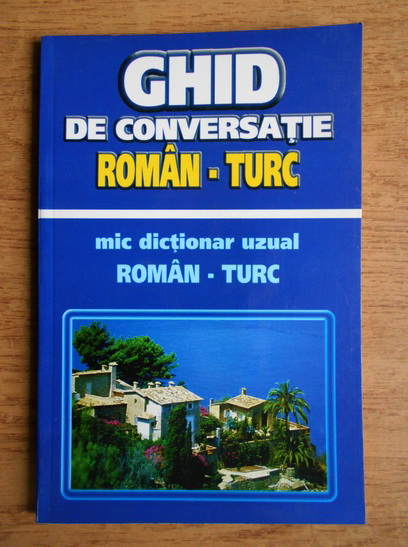 GHID
DE CONVERSAȚIE
ROMÂN - TURC
mic dicționar uzual
ROMÂN - TURC